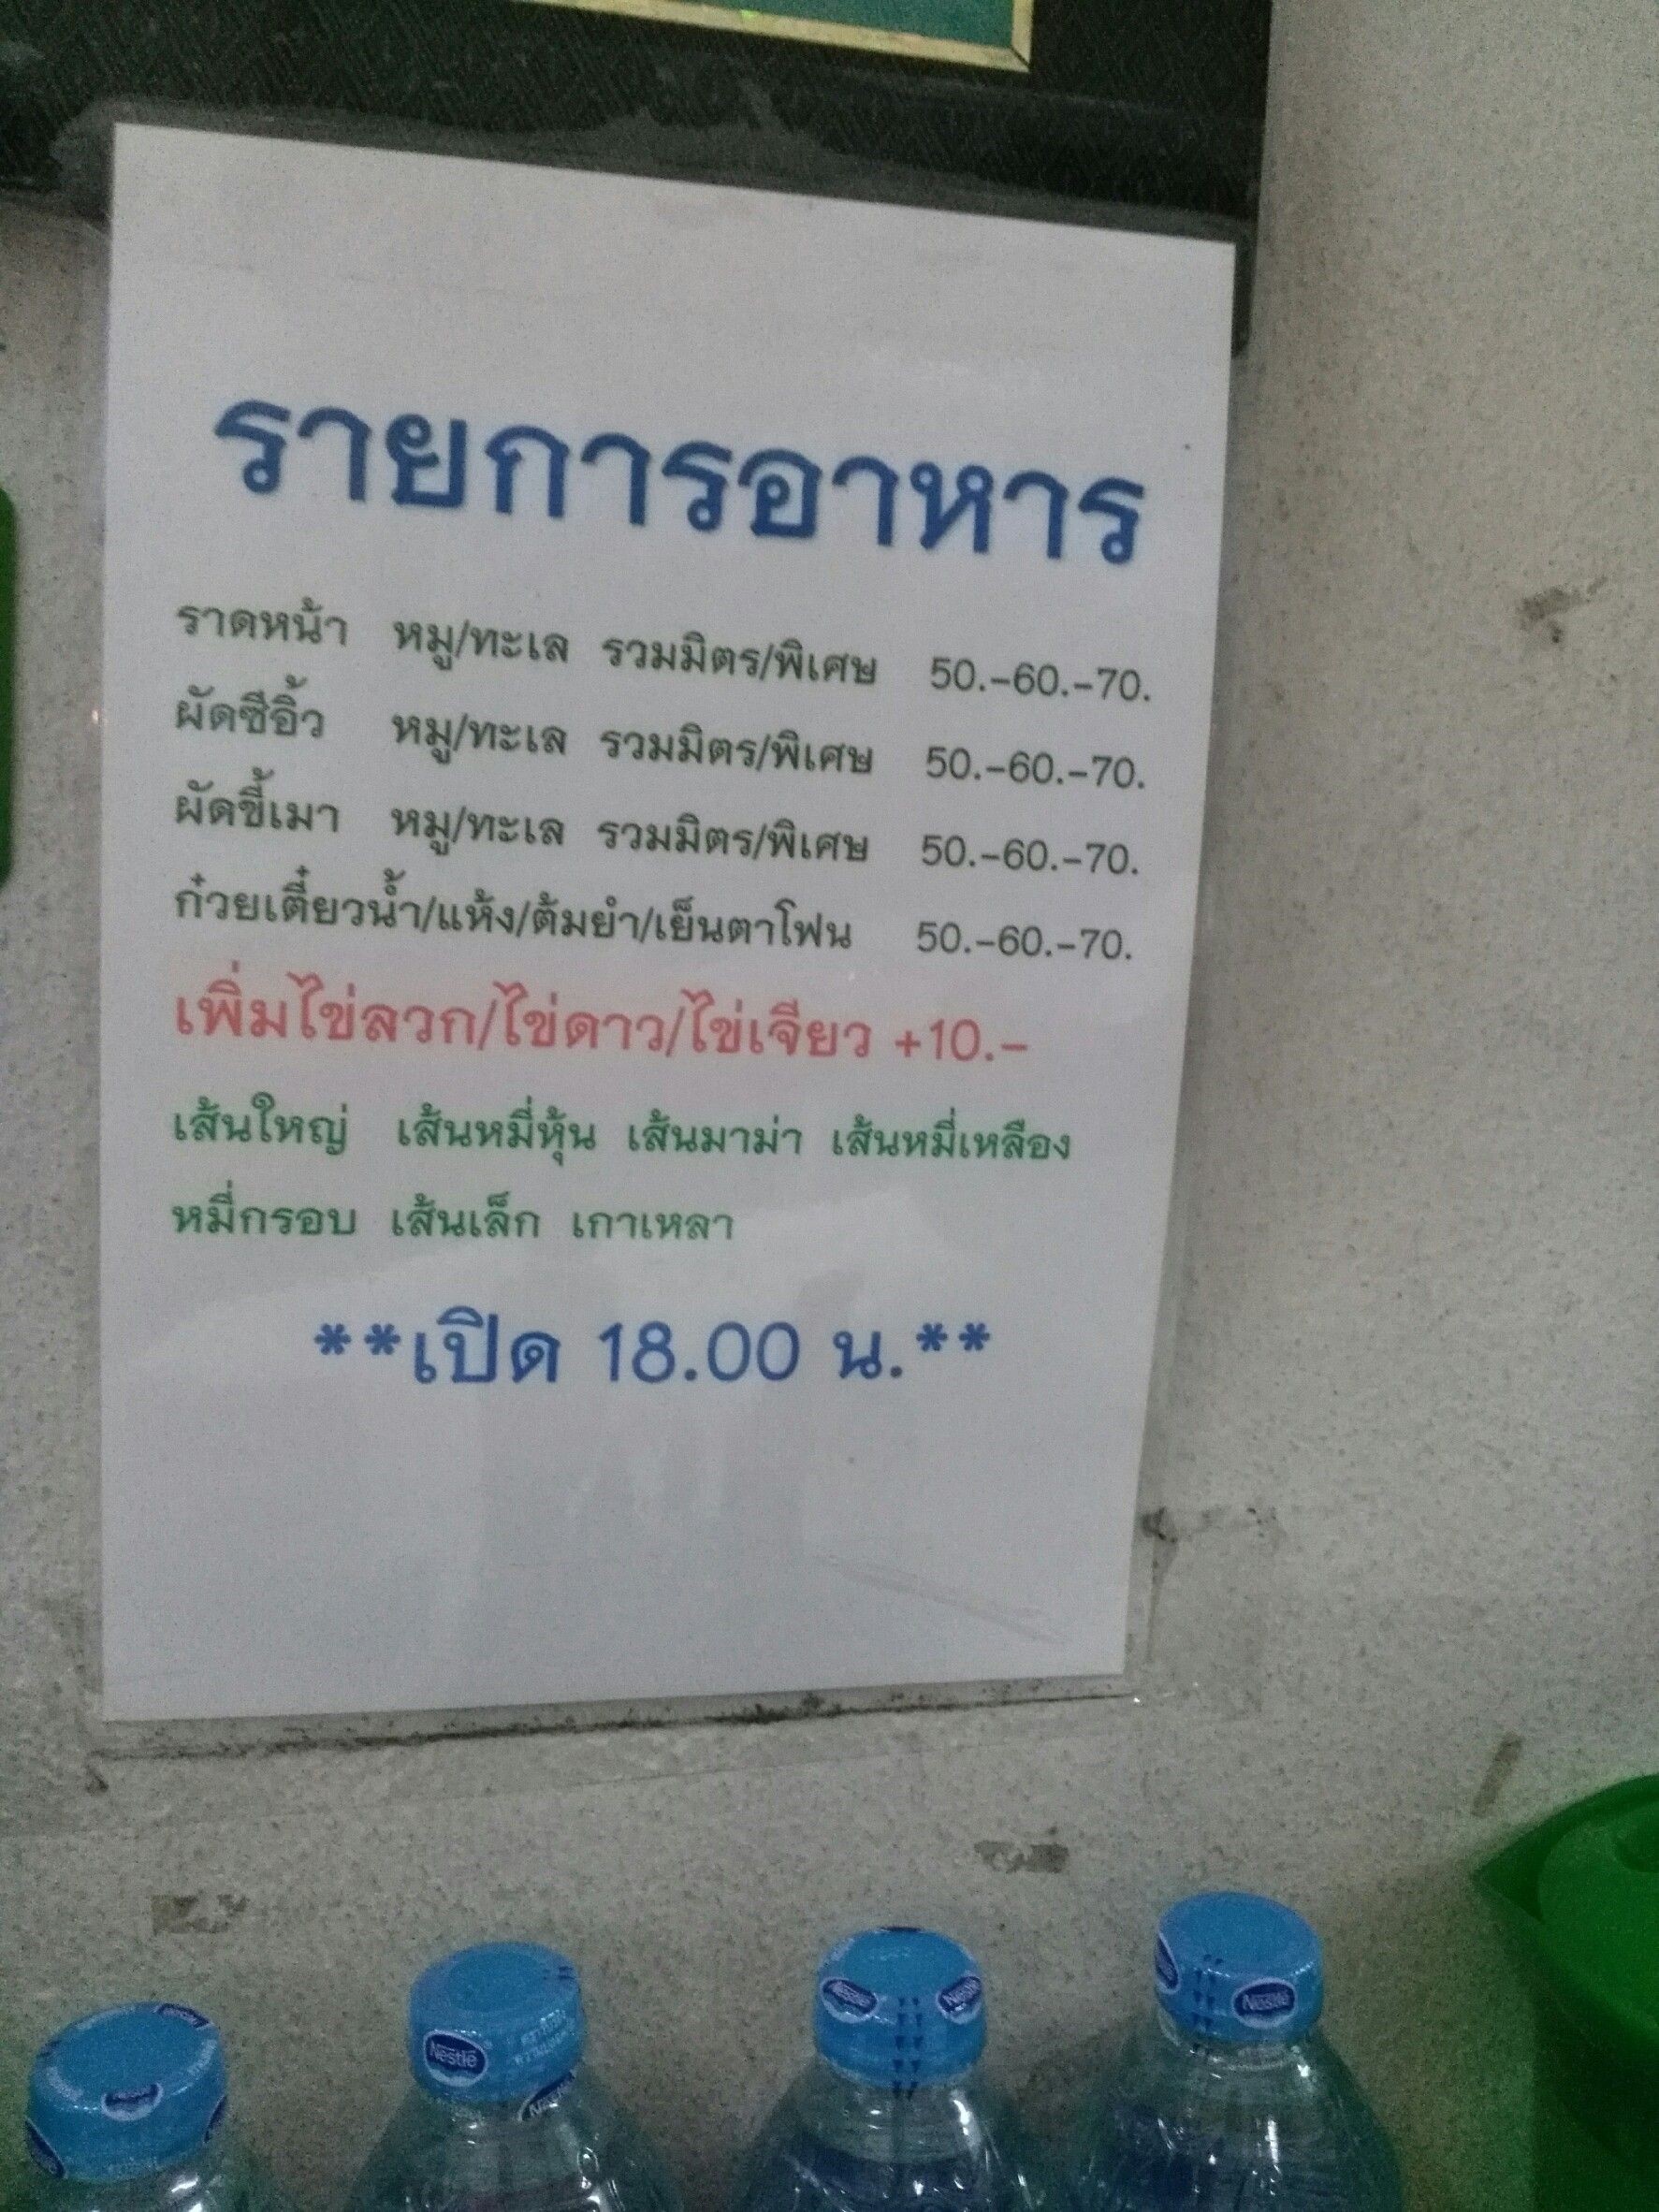 รายการอาหาร
ราดหน้า หมู/ทะเล รวมมิตร/พิเศษ 50.-60.-70.
ผัดซีอิ้ว หมู/ทะเล รวมมิตร/พิเศษ 50.-60.-70.
ผัดขี้เมา หมู/ทะเล รวมมิตร/พิเศษ 50.-60.-70.
ก๋วยเตี๋ยวน้ำ/แห้ง/ต้มยำ/เย็นตาโฟน 50.-60.-70.
เพิ่มไข่ลวก/ไข่ดาว/ไข่เจียว +10.-
เส้นใหญ่ เส้นหมี่หุ้น เส้นมาม่า เส้นหมี่เหลือง
หมี่กรอบ เส้นเล็ก เกาเหลา
**เปิด 18.00 น.**
Nestlé
Nestlé
Nestlé
Nestlé